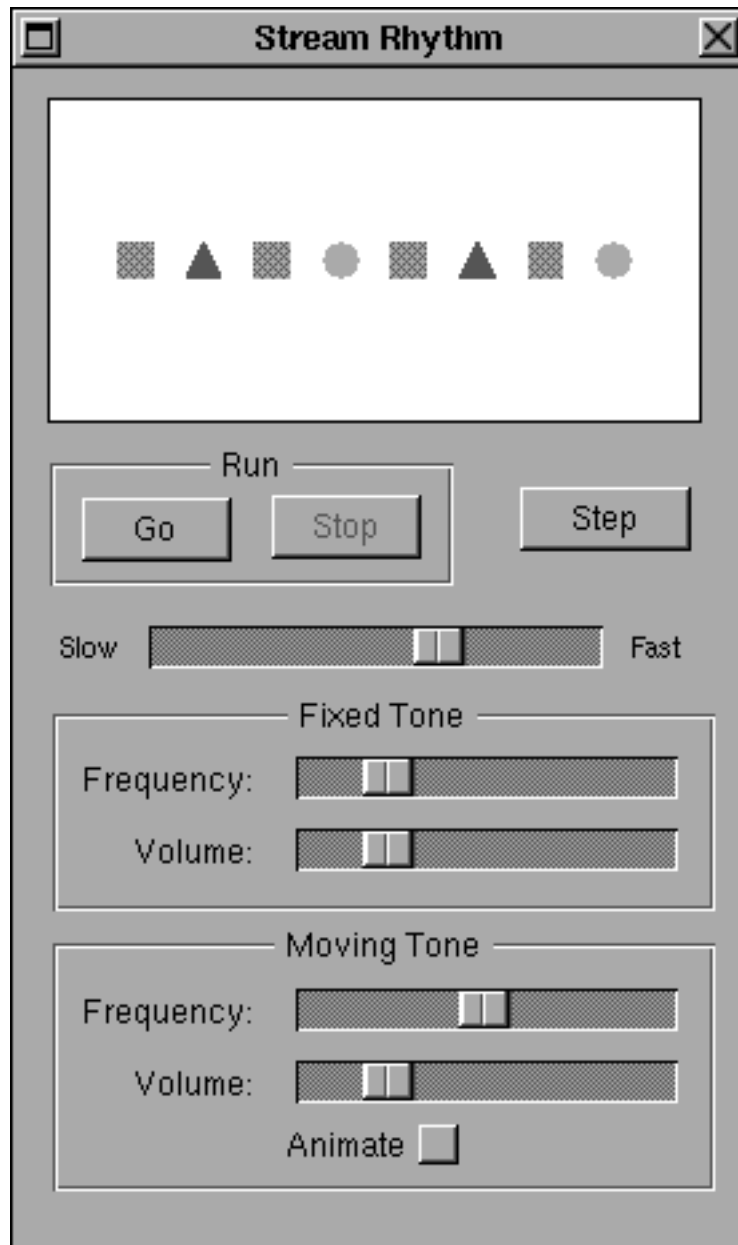 Stream Rhythm
Run
Go Stop Step
Slow Fast
Fixed Tone
Frequency:
Volume:
Moving Tone
Frequency:
Volume:
Animate